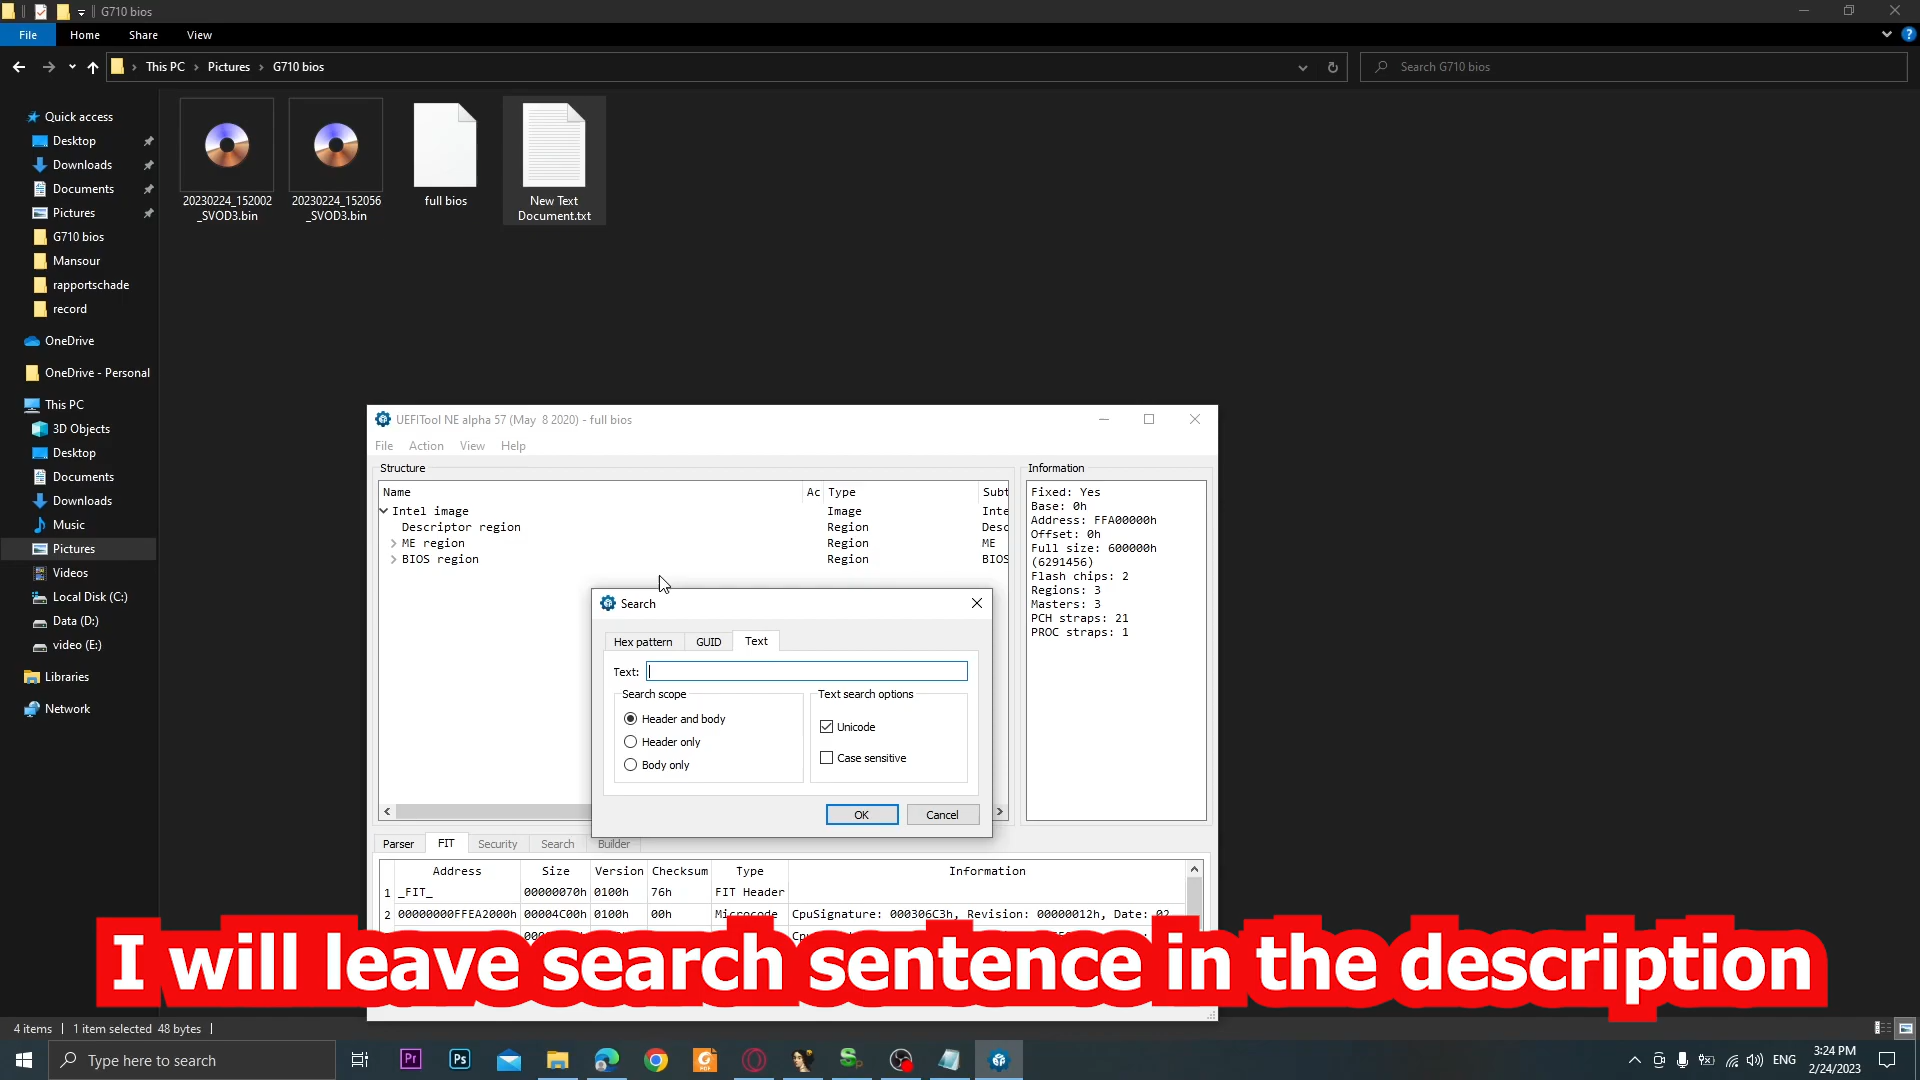 G710 bios
File
Home
Share
View
This PC
Pictures
G710 bios
Search G710 bios
Quick access
Desktop
Downloads
Documents
Pictures
G710 bios
Mansour
rapportschade
record
OneDrive
OneDrive - Personal
This PC
3D Objects
Desktop
Documents
Downloads
Music
Pictures
Videos
Local Disk (C:)
Data (D:)
video (E:)
Libraries
Network
20230224_152002
_SVOD3.bin
20230224_152056
_SVOD3.bin
full bios
New Text
Document.txt
UEFITool NE alpha 57 (May 8 2020) - full bios
File Action View Help
Structure
Name Ac Type Subt
Intel image Image Inte
Descriptor region Region Desc
ME region Region ME
BIOS region Region BIOS
Information
Fixed: Yes
Base: 0h
Address: FFA00000h
Offset: 0h
Full size: 600000h
(6291456)
Flash chips: 2
Regions: 3
Masters: 3
PCH straps: 21
PROC straps: 1
Search
Hex pattern GUID Text
Text:
Search scope
Header and body
Header only
Body only
Text search options
Unicode
Case sensitive
OK
Cancel
Parser FIT Security Search Builder
Address Size Version Checksum Type Information
1 _FIT_ 00000070h 0100h 76h FIT Header
2 00000000FFEA2000h 00004C00h 0100h 00h Microcode CpuSignature: 000306C3h, Revision: 00000012h, Date: 02
I will leave search sentence in the description
4 items
1 item selected 48 bytes
Type here to search
Pr
Ps
ENG
3:24 PM
2/24/2023